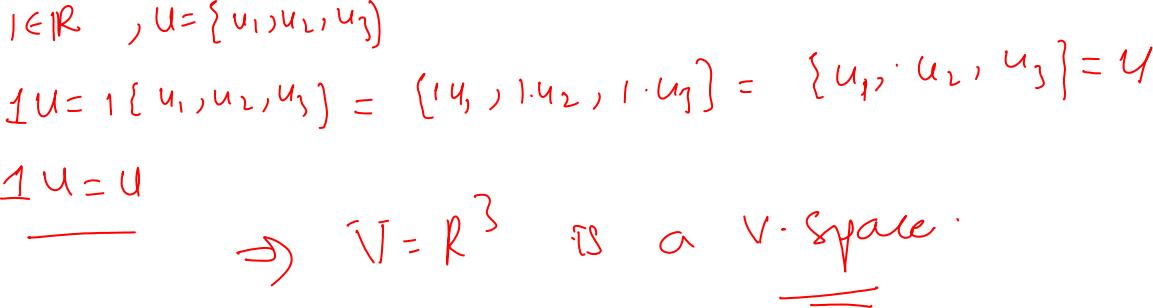 1∈ℝ , u={u₁,u₂,u₃}
1u=1{u₁,u₂,u₃}={1u₁,1.u₂,1.u₃}={u₁,.u₂,u₃}=u
1u=u
⇒ V=R³ is a v.space.